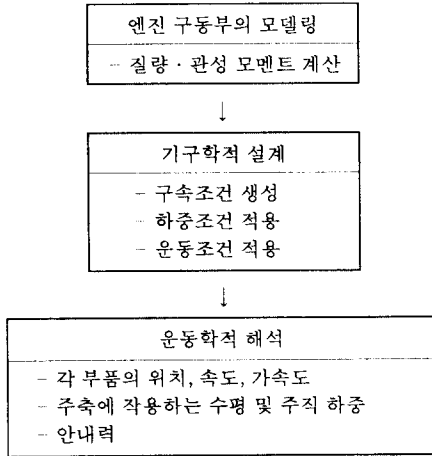 엔진 구동부의 모델링
- 질량 · 관성 모멘트 계산
↓
기구학적 설계
- 구속조건 생성
- 하중조건 적용
- 운동조건 적용
↓
운동학적 해석
- 각 부품의 위치, 속도, 가속도
- 주축에 작용하는 수평 및 주직 하중
- 안내력